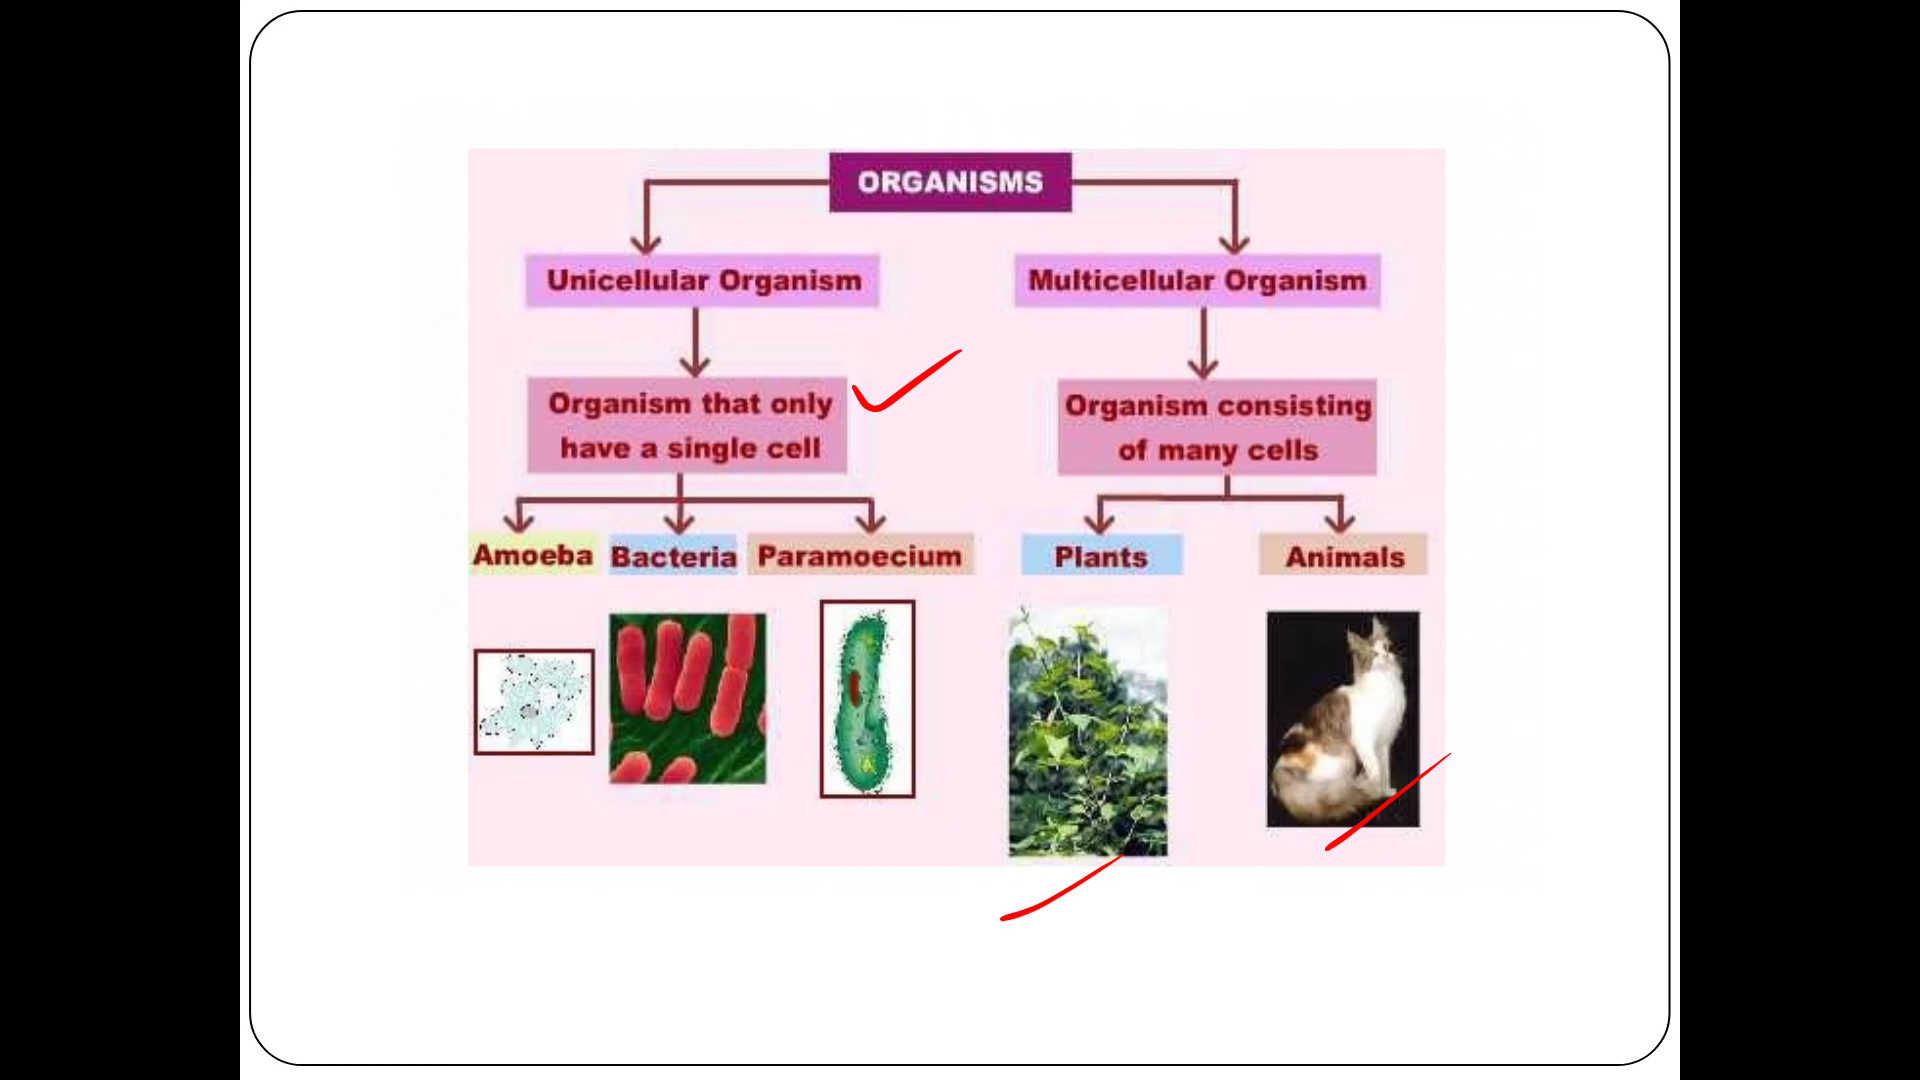 ORGANISMS
Unicellular Organism
Multicellular Organism
Organism that only
have a single cell
Organism consisting
of many cells
Amoeba
Bacteria
Paramoecium
Plants
Animals